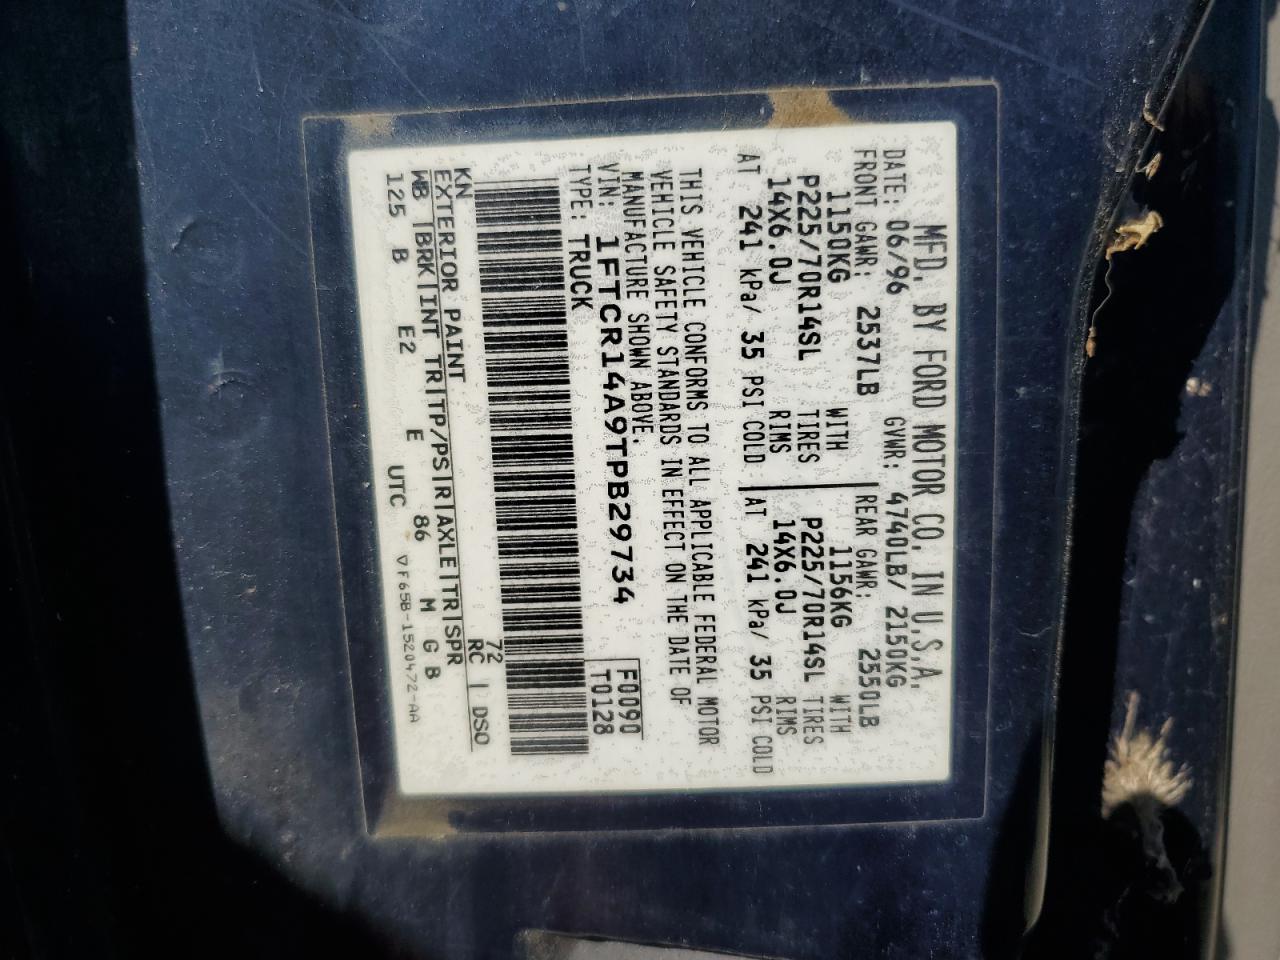 MFD. BY FORD MOTOR CO. IN U.S.A.
DATE: 06/96 GVWR: 4740LB/ 2150KG
FRONT GAWR: 2537LB REAR GAWR: 2550LB
1150KG WITH 1156KG WITH
P225/70R14SL TIRES P225/70R14SL TIRES
14X6.0J RIMS 14X6.0J RIMS
AT 241 kPa/ 35 PSI COLD AT 241 kPa/ 35 PSI COLD
THIS VEHICLE CONFORMS TO ALL APPLICABLE FEDERAL MOTOR
VEHICLE SAFETY STANDARDS IN EFFECT ON THE DATE OF
MANUFACTURE SHOWN ABOVE.
VIN: 1FTCR14A9TPB29734 F0090
TYPE: TRUCK T0128
KN 72
EXTERIOR PAINT RC DSO
WB BRK INT TR TP/PS R AXLE TR SPR
125 B E2 E 86 M G B
UTC F65B-1520472-AA